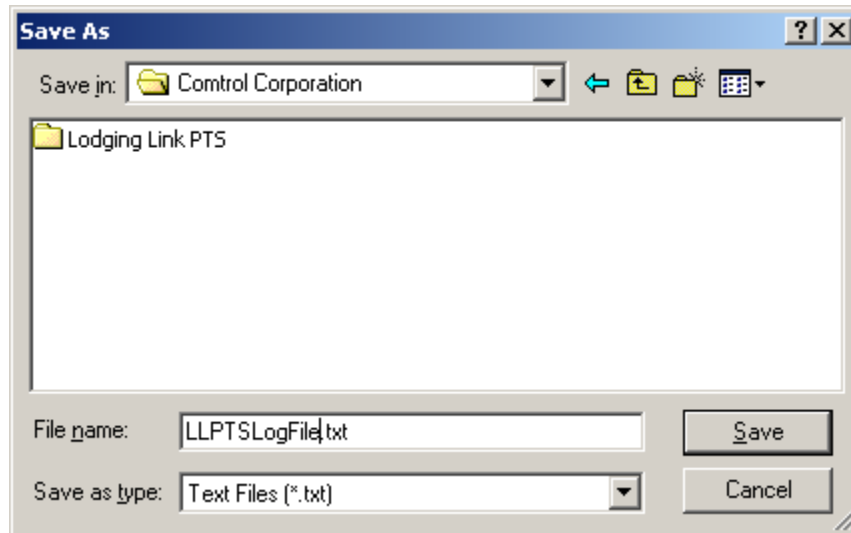 Save As
Save in: Comtrol Corporation
Lodging Link PTS
File name: LLPTSLogFile.txt Save
Save as type: Text Files (*.txt) Cancel